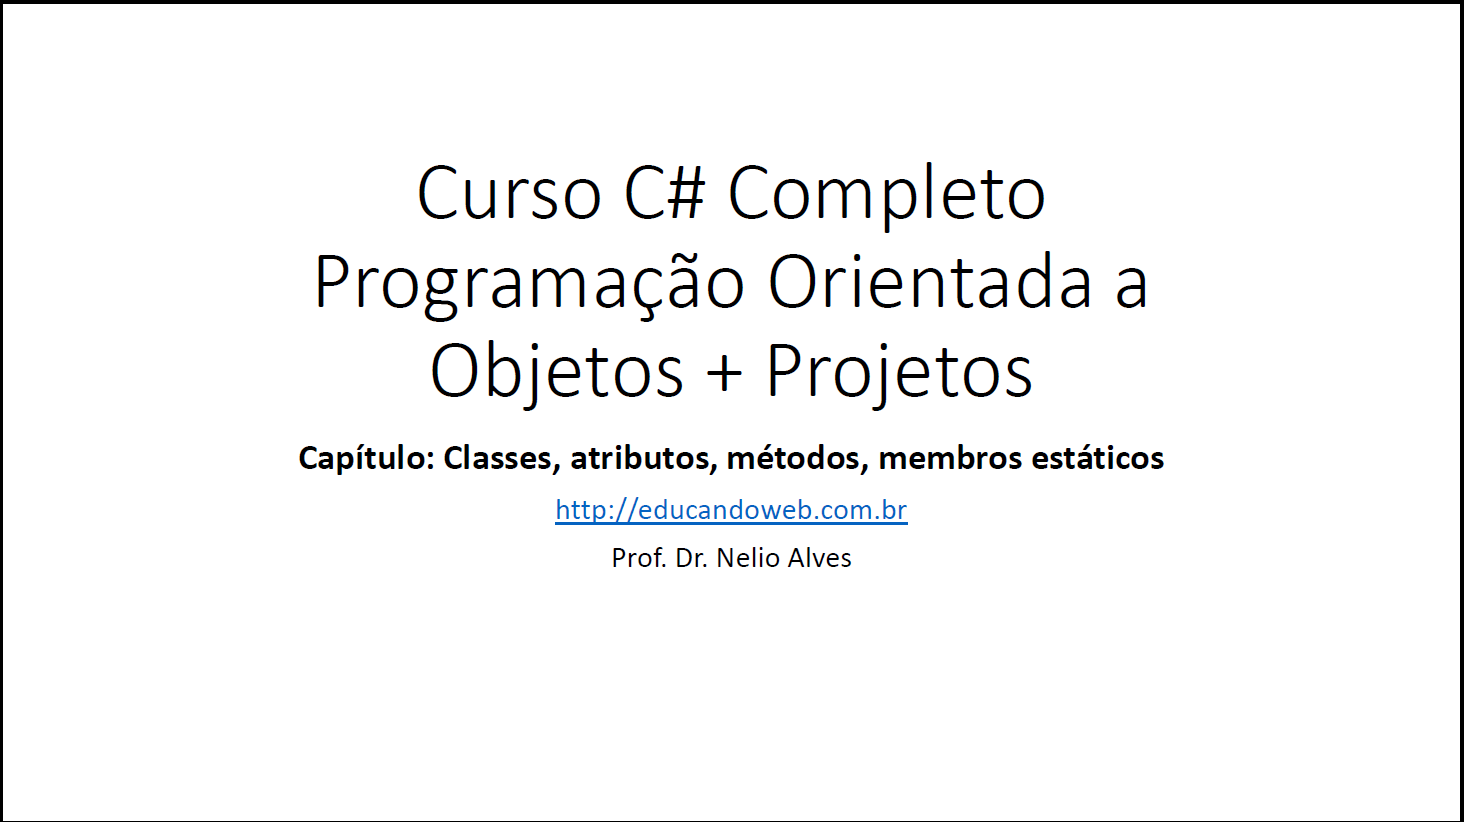 Curso C# Completo
Programação Orientada a
Objetos + Projetos
Capítulo: Classes, atributos, métodos, membros estáticos
http://educandoweb.com.br
Prof. Dr. Nelio Alves